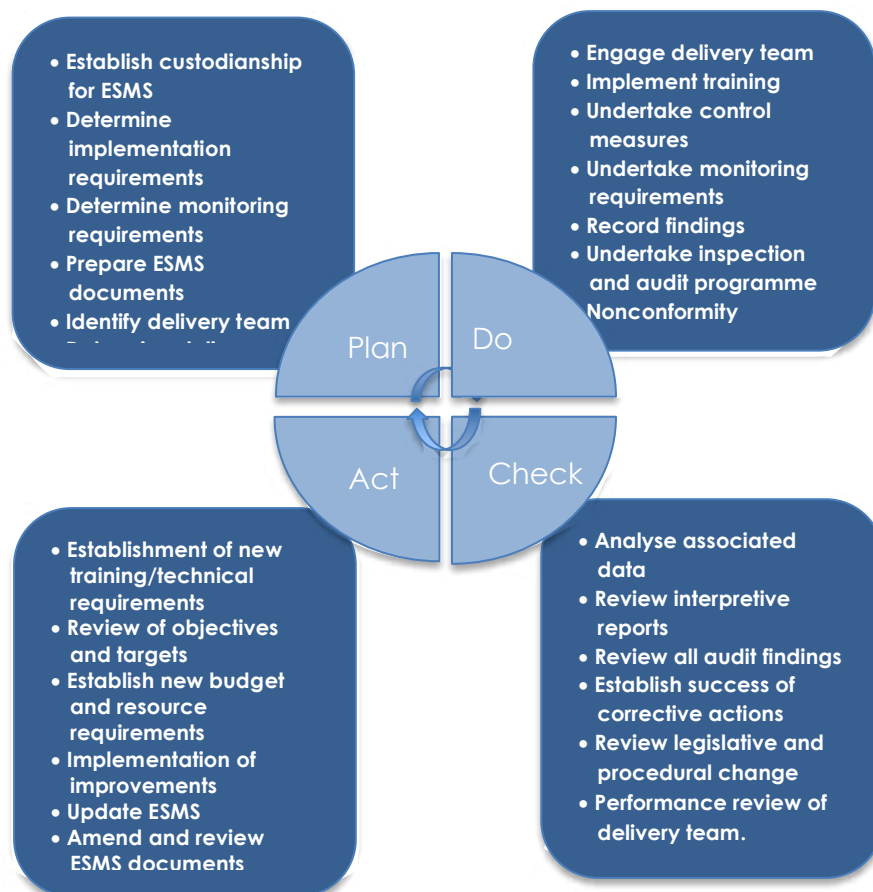 • Establish custodianship
for ESMS
• Determine
implementation
requirements
• Determine monitoring
requirements
• Prepare ESMS
documents
• Identify delivery team
• Engage delivery team
• Implement training
• Undertake control
measures
• Undertake monitoring
requirements
• Record findings
• Undertake inspection
and audit programme
• Nonconformity
Plan
Do
Act
Check
• Establishment of new
training/technical
requirements
• Review of objectives
and targets
• Establish new budget
and resource
requirements
• Implementation of
improvements
• Update ESMS
• Amend and review
ESMS documents
• Analyse associated
data
• Review interpretive
reports
• Review all audit findings
• Establish success of
corrective actions
• Review legislative and
procedural change
• Performance review of
delivery team.